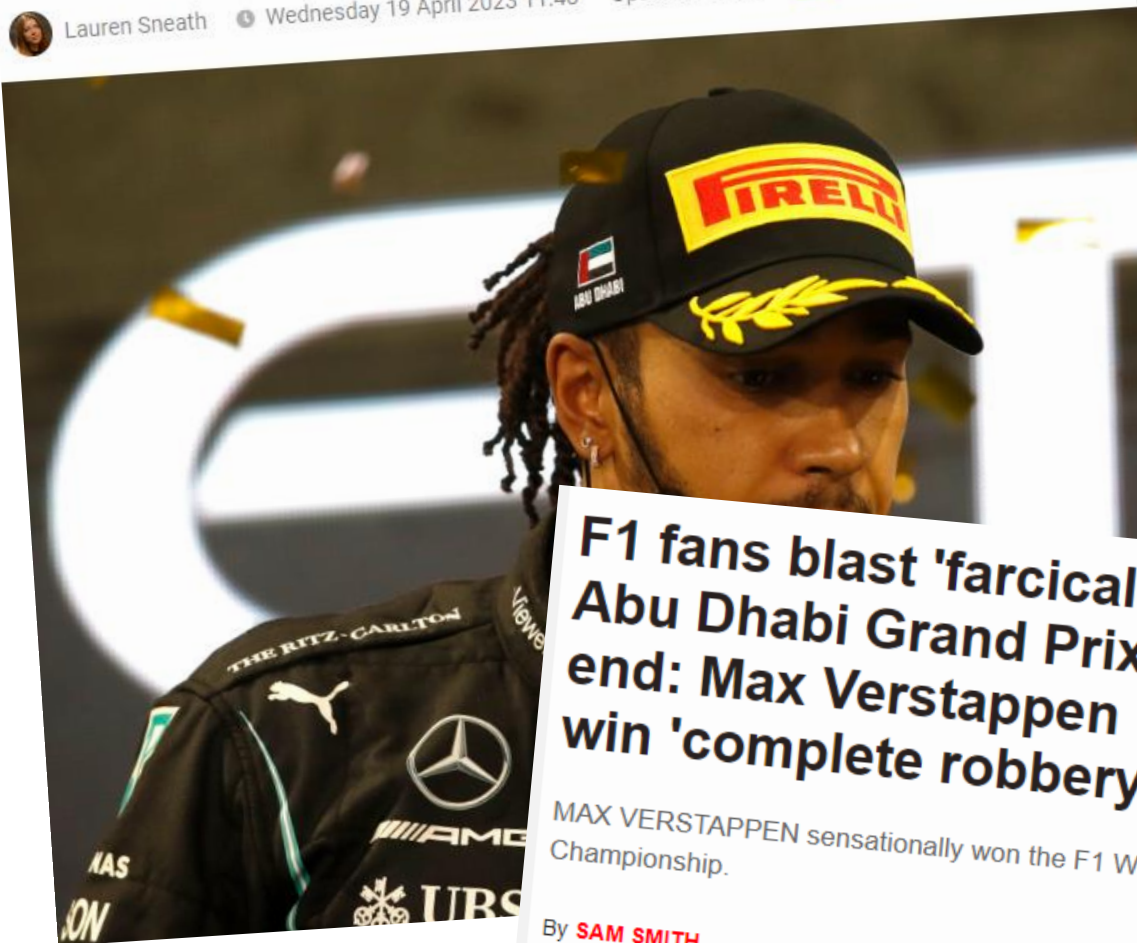 Lauren Sneath Wednesday 19 April 2023
PIRELLI
ABU DHABI
THE RITZ-CARLTON
AMG
UBS
F1 fans blast 'farcical
Abu Dhabi Grand Prix
end: Max Verstappen
win 'complete robbery
MAX VERSTAPPEN sensationally won the F1 W
Championship.
By SAM SMITH